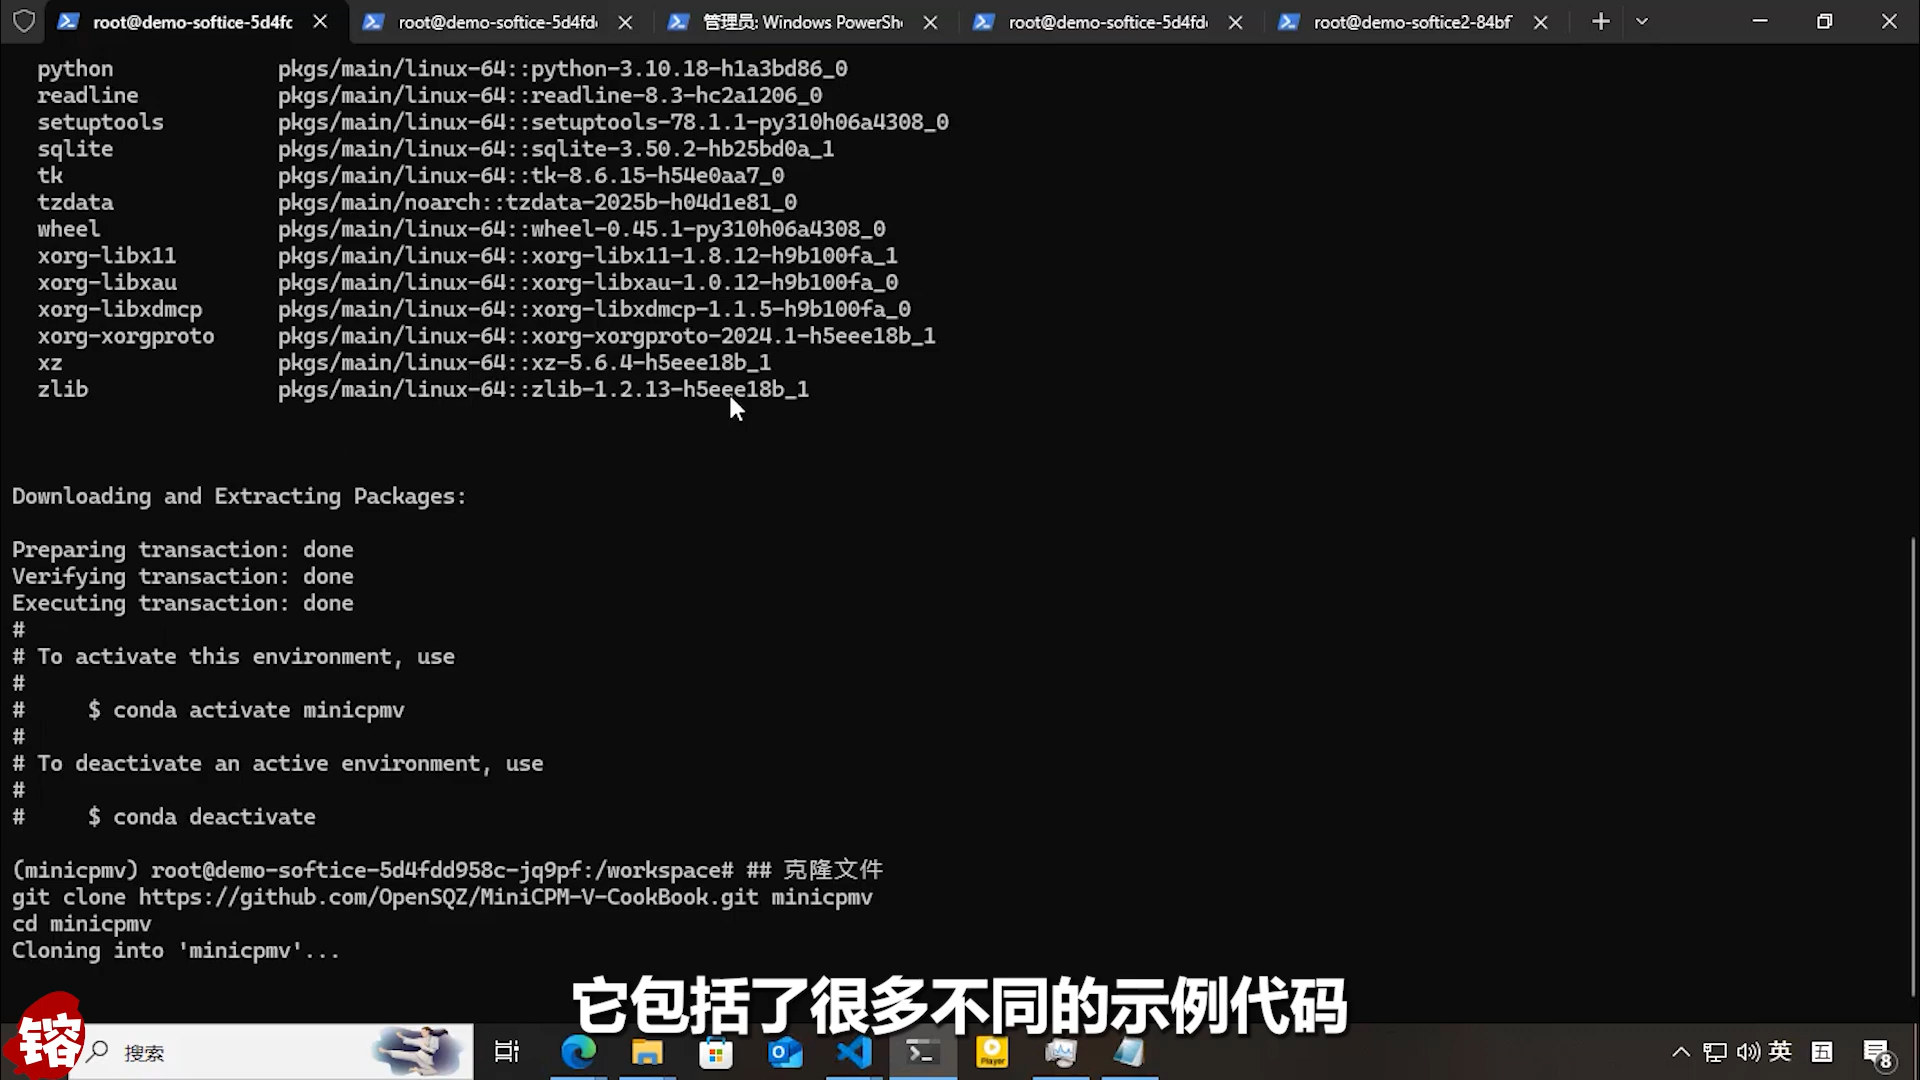 root@demo-softice-5d4fd
root@demo-softice-5d4fd
管理员: Windows PowerShe
root@demo-softice-5d4fd
root@demo-softice2-84bf
python pkgs/main/linux-64::python-3.10.18-h1a3bd86_0
readline pkgs/main/linux-64::readline-8.3-hc2a1206_0
setuptools pkgs/main/linux-64::setuptools-78.1.1-py310h06a4308_0
sqlite pkgs/main/linux-64::sqlite-3.50.2-hb25bd0a_1
tk pkgs/main/linux-64::tk-8.6.15-h54e0aa7_0
tzdata pkgs/main/noarch::tzdata-2025b-h04d1e81_0
wheel pkgs/main/linux-64::wheel-0.45.1-py310h06a4308_0
xorg-libx11 pkgs/main/linux-64::xorg-libx11-1.8.12-h9b100fa_1
xorg-libxau pkgs/main/linux-64::xorg-libxau-1.0.12-h9b100fa_0
xorg-libxdmcp pkgs/main/linux-64::xorg-libxdmcp-1.1.5-h9b100fa_0
xorg-xorgproto pkgs/main/linux-64::xorg-xorgproto-2024.1-h5eee18b_1
xz pkgs/main/linux-64::xz-5.6.4-h5eee18b_1
zlib pkgs/main/linux-64::zlib-1.2.13-h5eee18b_1
Downloading and Extracting Packages:
Preparing transaction: done
Verifying transaction: done
Executing transaction: done
#
# To activate this environment, use
#
# $ conda activate minicpmv
#
# To deactivate an active environment, use
#
# $ conda deactivate
(minicpmv) root@demo-softice-5d4fdd958c-jq9pf:/workspace# ## 克隆文件
git clone https://github.com/OpenSQZ/MiniCPM-V-CookBook.git minicpmv
cd minicpmv
Cloning into 'minicpmv'...
它包括了很多不同的示例代码
镕
搜索
Player
英
五
8